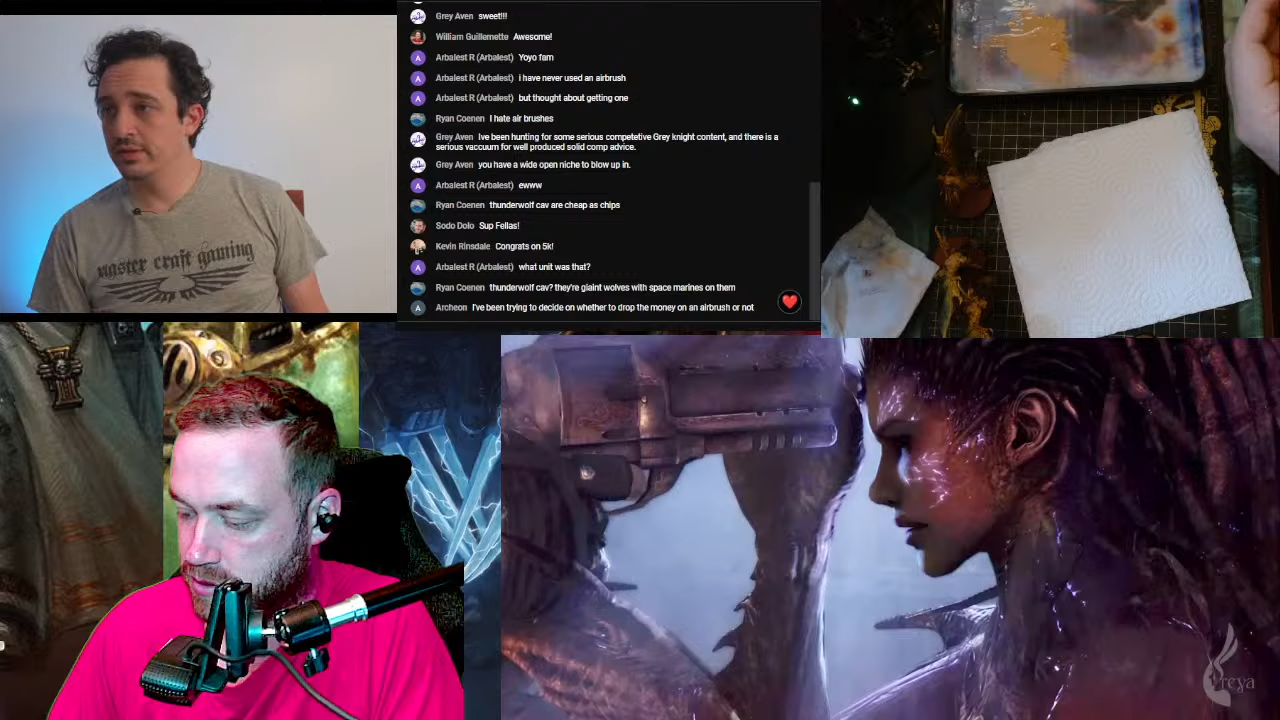 Grey Aven sweet!!!
William Guillemette Awesome!
Arbalest R (Arbalest) Yoyo fam
Arbalest R (Arbalest) i have never used an airbrush
Arbalest R (Arbalest) but thought about getting one
Ryan Coenen I hate air brushes
Grey Aven Ive been hunting for some serious competetive Grey knight content, and there is a
serious vaccuum for well produced solid comp advice.
Grey Aven you have a wide open niche to blow up in.
Arbalest R (Arbalest) ewww
Ryan Coenen thunderwolf cav are cheap as chips
Sodo Dolo Sup Fellas!
Kevin Rinsdale Congrats on 5k!
Arbalest R (Arbalest) what unit was that?
Ryan Coenen thunderwolf cav? they're giaint wolves with space marines on them
Archeon I've been trying to decide on whether to drop the money on an airbrush or not
master craft gaming